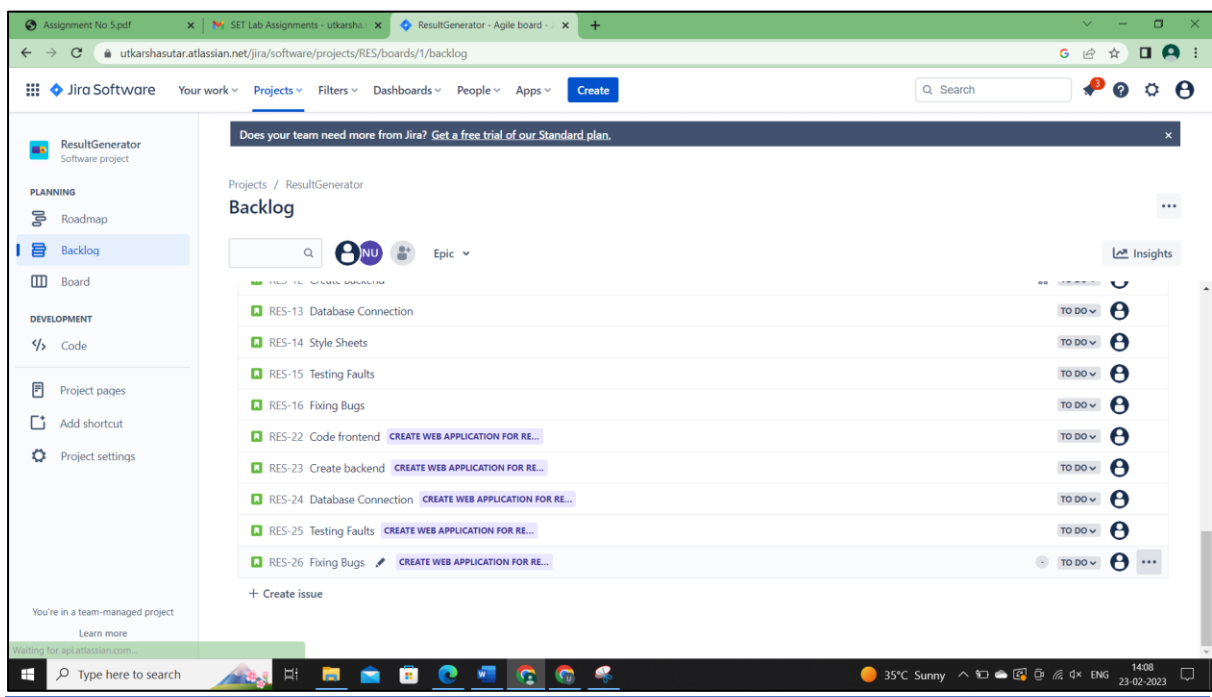 Assignment No 5.pdf
SET Lab Assignments - utkarsha.
ResultGenerator - Agile board -
utkarshasutar.atlassian.net/jira/software/projects/RES/boards/1/backlog
Jira Software Your work Projects Filters Dashboards People Apps Create Search 3
Does your team need more from Jira? Get a free trial of our Standard plan.
ResultGenerator
Software project
PLANNING
Roadmap
Backlog
Board
DEVELOPMENT
Code
Project pages
Add shortcut
Project settings
You're in a team-managed project
Learn more
Waiting for api.atlassian.com...
Projects / ResultGenerator
Backlog
NU Epic Insights
RES-12 Create Backend TO DO
RES-13 Database Connection TO DO
RES-14 Style Sheets TO DO
RES-15 Testing Faults TO DO
RES-16 Fixing Bugs TO DO
RES-22 Code frontend CREATE WEB APPLICATION FOR RE... TO DO
RES-23 Create backend CREATE WEB APPLICATION FOR RE... TO DO
RES-24 Database Connection CREATE WEB APPLICATION FOR RE... TO DO
RES-25 Testing Faults CREATE WEB APPLICATION FOR RE... TO DO
RES-26 Fixing Bugs CREATE WEB APPLICATION FOR RE... - TO DO
+ Create issue
Type here to search
35°C Sunny ENG
14:08
23-02-2023